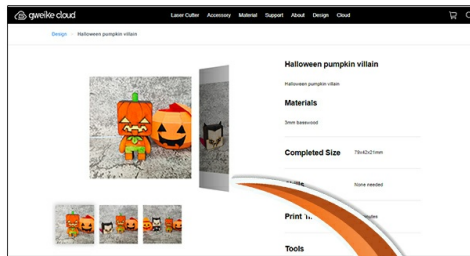 gweike cloud
Laser Cutter Accessory Material Support About Design Cloud
Design Halloween pumpkin villain
Halloween pumpkin villain
Halloween pumpkin villain
Materials
3mm basswood
Completed Size 79x42x21mm
None needed
Print
Tools